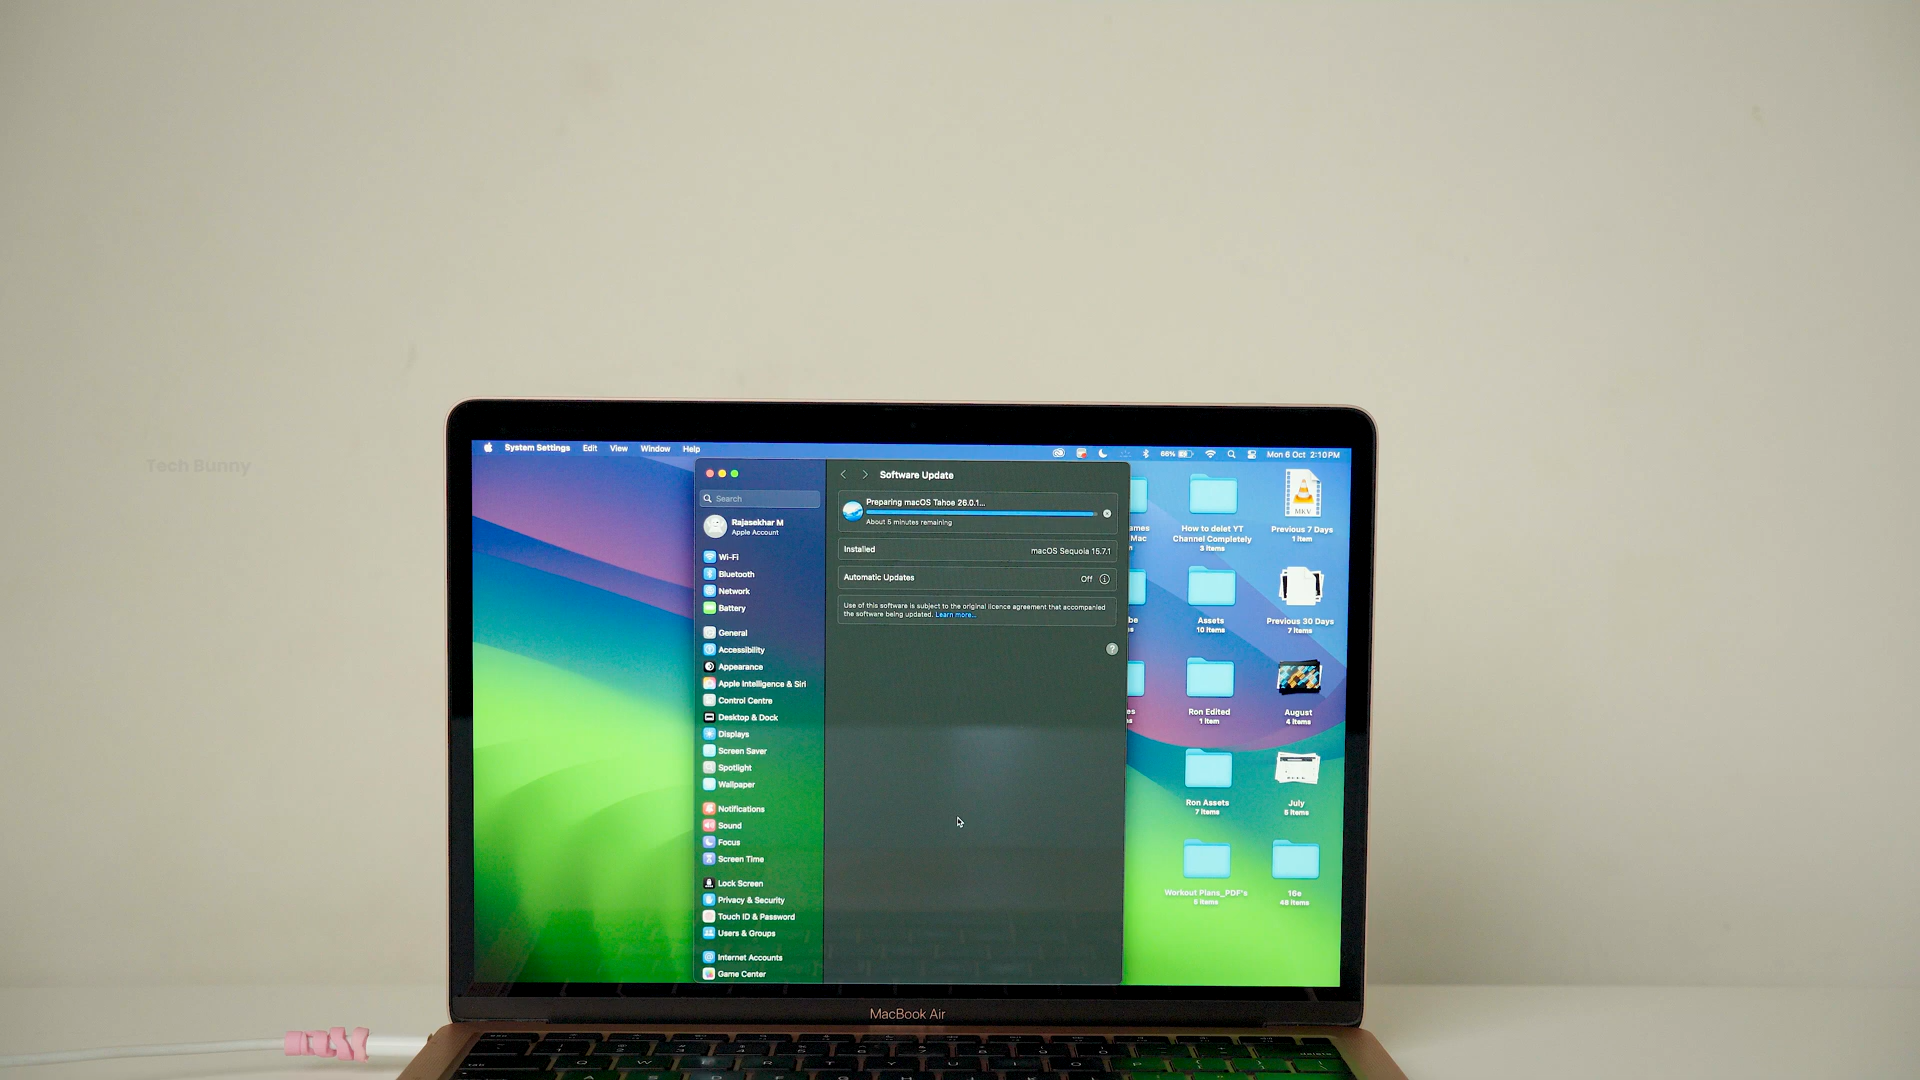 Tech Bunny
System Settings Edit View Window Help
66%
Mon 6 Oct 2:10PM
Search
Rajasekhar M
Apple Account
Wi-Fi
Bluetooth
Network
Battery
General
Accessibility
Appearance
Apple Intelligence & Siri
Control Centre
Desktop & Dock
Displays
Screen Saver
Spotlight
Wallpaper
Notifications
Sound
Focus
Screen Time
Lock Screen
Privacy & Security
Touch ID & Password
Users & Groups
Internet Accounts
Game Center
Software Update
Preparing macOS Tahoe 26.0.1...
About 5 minutes remaining
Installed
macOS Sequoia 15.7.1
Automatic Updates
Off
Use of this software is subject to the original licence agreement that accompanied
the software being updated. Learn more...
?
Mac
How to delet YT
Channel Completely
3 items
MKV
Previous 7 Days
1 item
Assets
10 items
Previous 30 Days
7 items
Ron Edited
1 item
August
4 items
Ron Assets
7 items
July
5 items
Workout Plans_PDF's
6 items
16e
48 items
MacBook Air
delete
tab